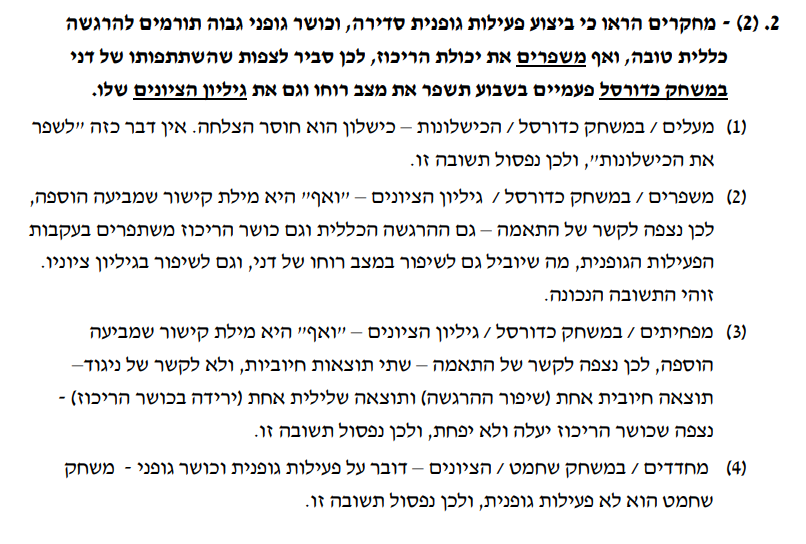 2. (2) - מחקרים הראו כי ביצוע פעילות גופנית סדירה, וכושר גופני גבוה תורמים להרגשה
כללית טובה, ואף משפרים את יכולת הריכוז, לכן סביר לצפות שהשתתפותו של דני
במשחק כדורסל פעמיים בשבוע תשפר את מצב רוחו וגם את גיליון הציונים שלו.
(1) מעלים / במשחק כדורסל / הכישלונות – כישלון הוא חוסר הצלחה. אין דבר כזה "לשפר
את הכישלונות", ולכן נפסול תשובה זו.
(2) משפרים / במשחק כדורסל / גיליון הציונים – "ואף" היא מילת קישור שמביעה הוספה,
לכן נצפה לקשר של התאמה – גם ההרגשה הכללית וגם כושר הריכוז משתפרים בעקבות
הפעילות הגופנית, מה שיוביל גם לשיפור במצב רוחו של דני, וגם לשיפור בגיליון ציוניו.
זוהי התשובה הנכונה.
(3) מפחיתים / במשחק כדורסל / גיליון הציונים – "ואף" היא מילת קישור שמביעה
הוספה, לכן נצפה לקשר של התאמה – שתי תוצאות חיוביות, ולא לקשר של ניגוד–
תוצאה חיובית אחת (שיפור ההרגשה) ותוצאה שלילית אחת (ירידה בכושר הריכוז) -
נצפה שכושר הריכוז יעלה ולא יפחת, ולכן נפסול תשובה זו.
(4) מחדדים / במשחק שחמט / הציונים – דובר על פעילות גופנית וכושר גופני - משחק
שחמט הוא לא פעילות גופנית, ולכן נפסול תשובה זו.